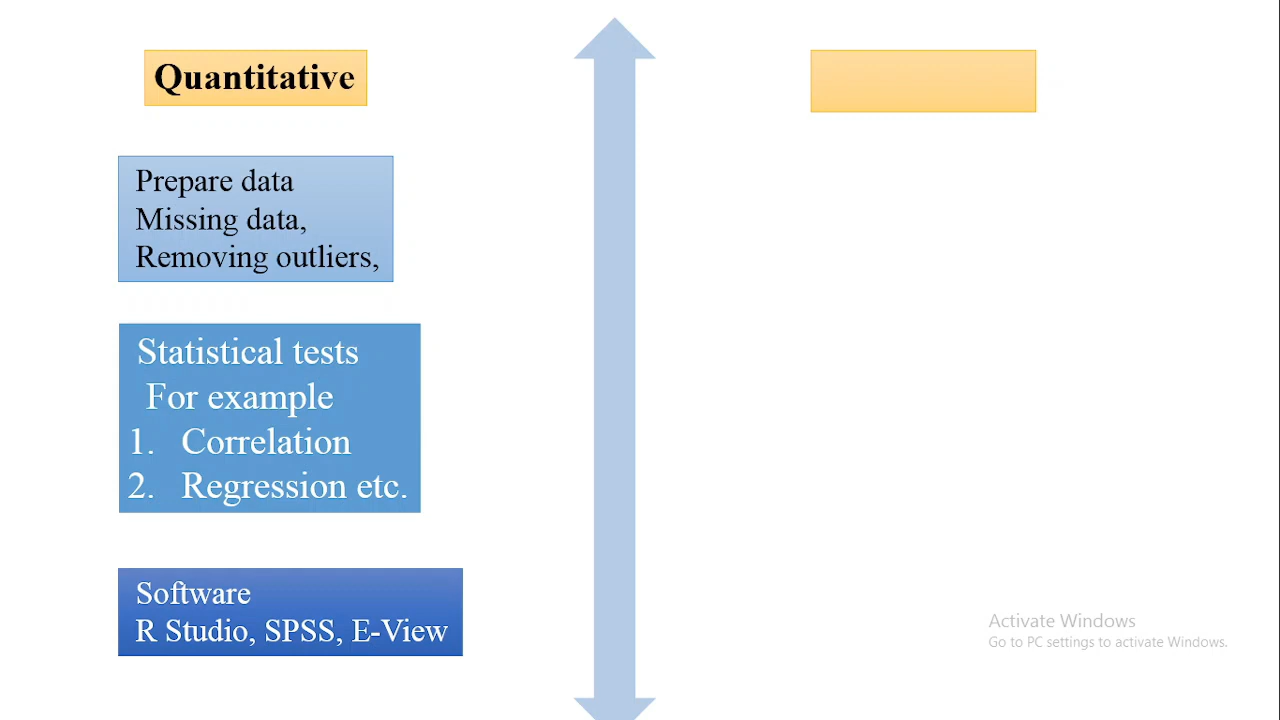 Quantitative
Prepare data
Missing data,
Removing outliers,
Statistical tests
For example
1. Correlation
2. Regression etc.
Software
R Studio, SPSS, E-View
Activate Windows
Go to PC settings to activate Windows.